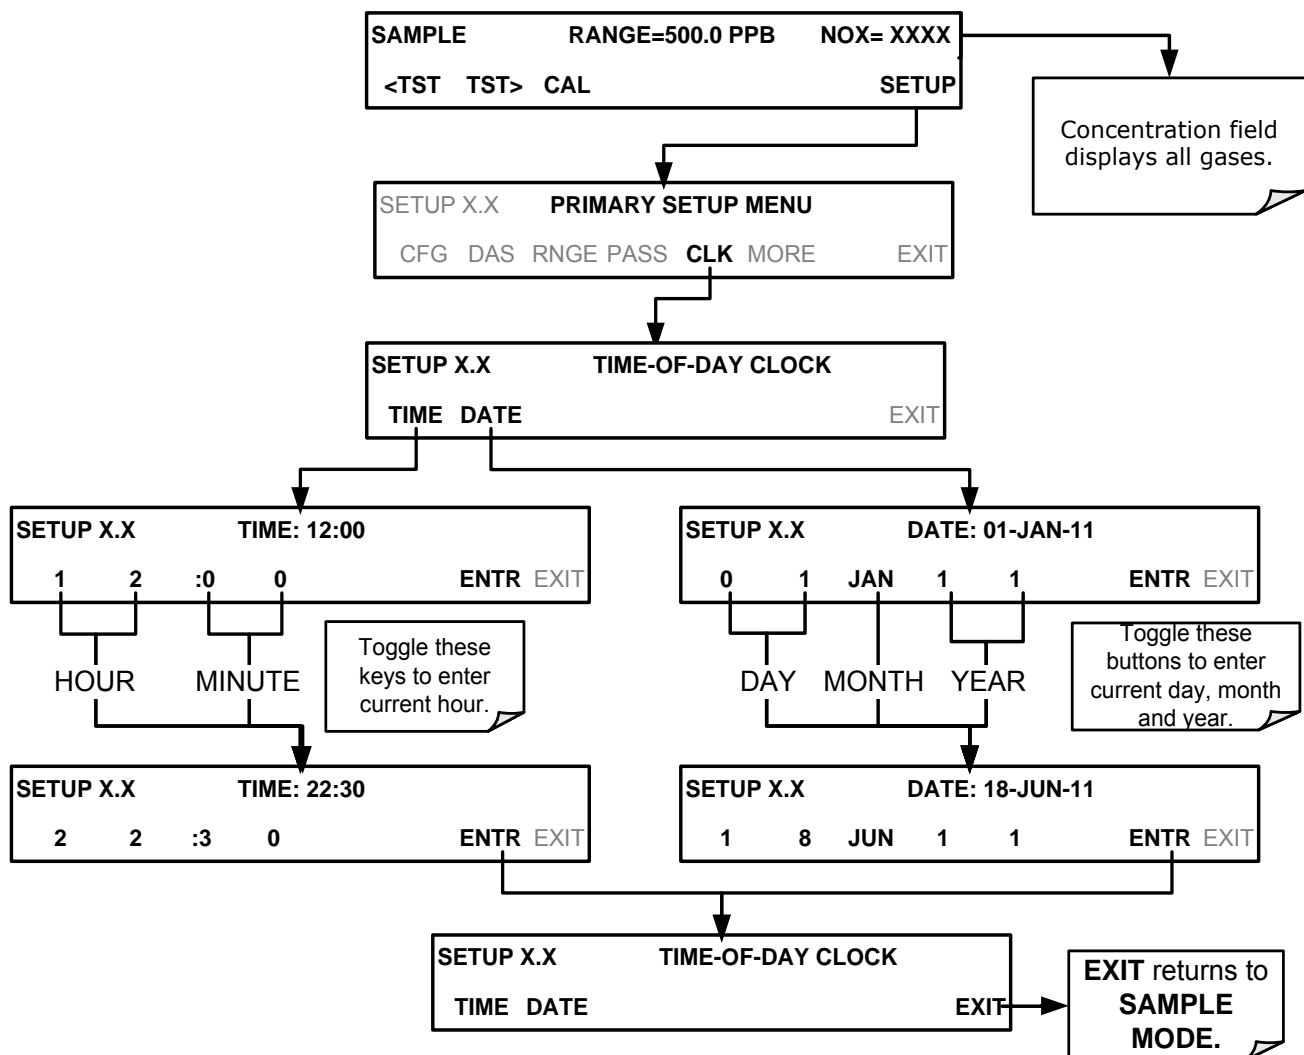 SAMPLE RANGE=500.0 PPB NOX= XXXX
<TST TST> CAL SETUP
Concentration field
displays all gases.
SETUP X.X PRIMARY SETUP MENU
CFG DAS RNGE PASS CLK MORE EXIT
SETUP X.X TIME-OF-DAY CLOCK
TIME DATE EXIT
SETUP X.X TIME: 12:00
1 2 :0 0 ENTR EXIT
HOUR MINUTE
Toggle these
keys to enter
current hour.
SETUP X.X DATE: 01-JAN-11
0 1 JAN 1 1 ENTR EXIT
DAY MONTH YEAR
Toggle these
buttons to enter
current day, month
and year.
SETUP X.X TIME: 22:30
2 2 :3 0 ENTR EXIT
SETUP X.X DATE: 18-JUN-11
1 8 JUN 1 1 ENTR EXIT
SETUP X.X TIME-OF-DAY CLOCK
TIME DATE EXIT
EXIT returns to
SAMPLE
MODE.